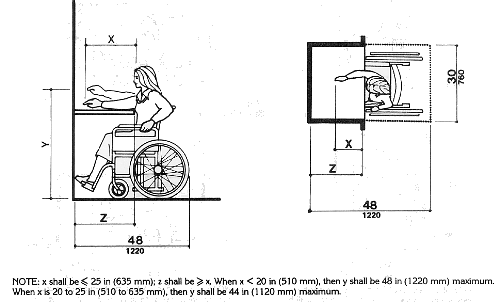 X
Y
Z
48
1220
30
760
X
Z
48
1220
NOTE: x shall be ⩽ 25 in (635 mm); z shall be ⩾ x. When x < 20 in (510 mm), then y shall be 48 in (1220 mm) maximum.
When x is 20 to 25 in (510 to 635 mm), then y shall be 44 in (1120 mm) maximum.